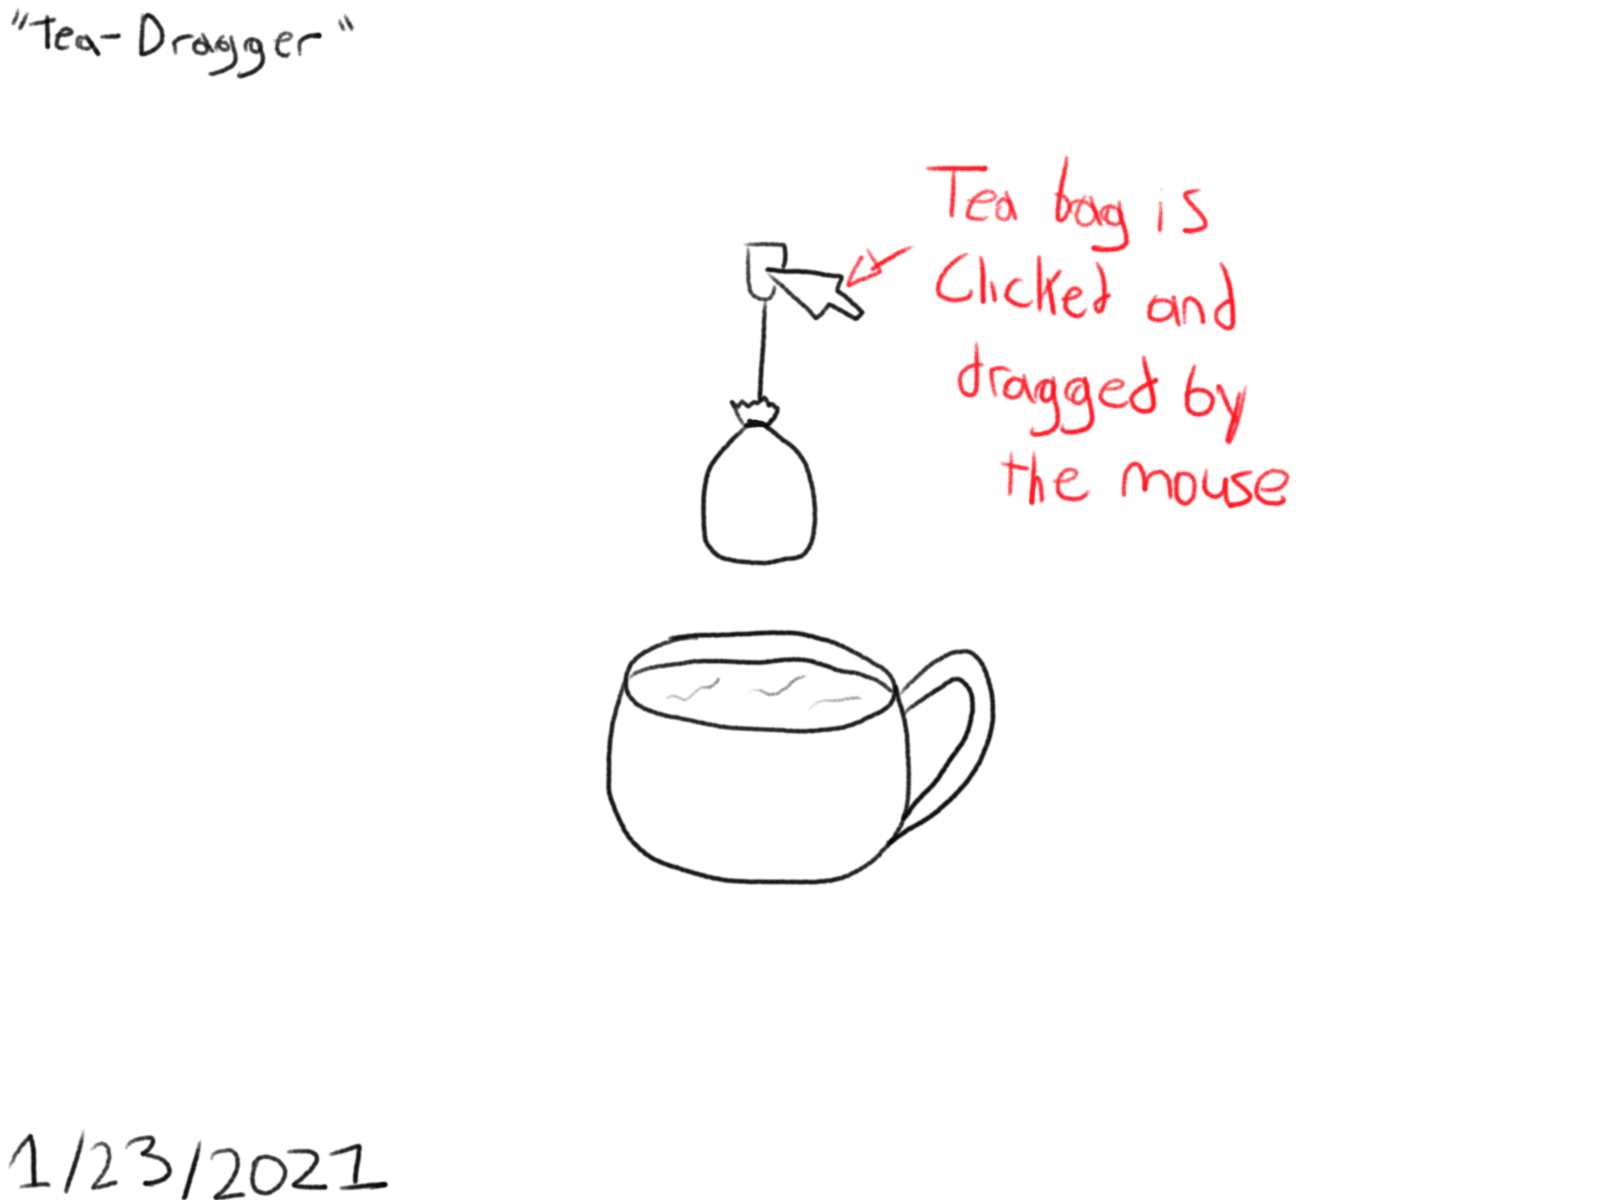 "Tea-Dragger"
Tea bag is
Clicked and
dragged by
the mouse
1/23/2021